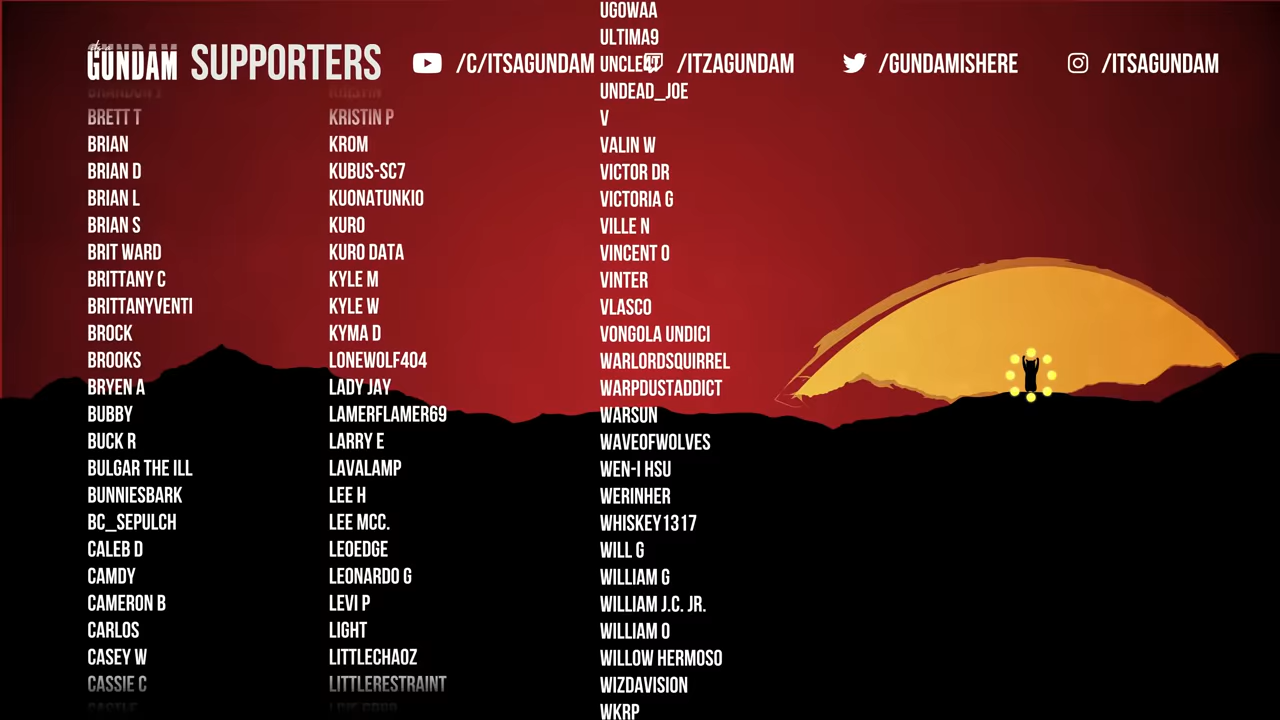 GUNDAM SUPPORTERS
/C/ITSAGUNDAM
/ITZAGUNDAM
/GUNDAMISHERE
/ITSAGUNDAM
BRETT T
BRIAN
BRIAN D
BRIAN L
BRIAN S
BRIT WARD
BRITTANY C
BRITTANYVENTI
BROCK
BROOKS
BRYEN A
BUBBY
BUCK R
BULGAR THE ILL
BUNNIESBARK
BC_SEPULCH
CALEB D
CAMDY
CAMERON B
CARLOS
CASEY W
CASSIE C
KRISTIN
KRISTIN P
KROM
KUBUS-SC7
KUONATUNKIO
KURO
KURO DATA
KYLE M
KYLE W
KYMA D
LONEWOLF404
LADY JAY
LAMERFLAMER69
LARRY E
LAVALAMP
LEE H
LEE MCC.
LEOEDGE
LEONARDO G
LEVI P
LIGHT
LITTLECHAOZ
LITTLERESTRAINT
UGOWAA
ULTIMA9
UNDEAD_JOE
V
VALIN W
VICTOR DR
VICTORIA G
VILLE N
VINCENT O
VINTER
VLASCO
VONGOLA UNDICI
WARLORDSQUIRREL
WARPDUSTADDICT
WARSUN
WAVEOFWOLVES
WEN-I HSU
WERINHER
WHISKEY1317
WILL G
WILLIAM G
WILLIAM J.C. JR.
WILLIAM O
WILLOW HERMOSO
WIZDAVISION
WKRP